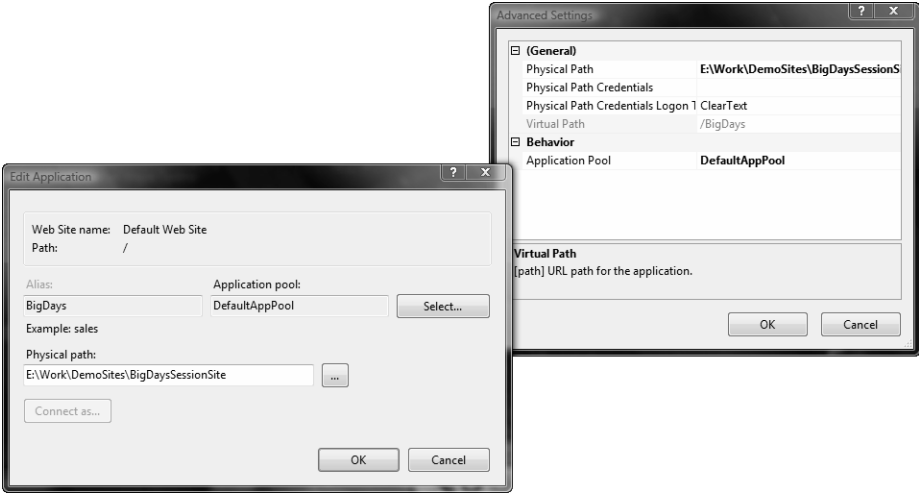 Advanced Settings
(General)
Physical Path E:\Work\DemoSites\BigDaysSessionS
Physical Path Credentials
Physical Path Credentials Logon T ClearText
Virtual Path /BigDays
Behavior
Application Pool DefaultAppPool
Virtual Path
[path] URL path for the application.
OK Cancel
Edit Application
Web Site name: Default Web Site
Path: /
Alias: Application pool:
BigDays DefaultAppPool Select...
Example: sales
Physical path:
E:\Work\DemoSites\BigDaysSessionSite ...
Connect as...
OK Cancel